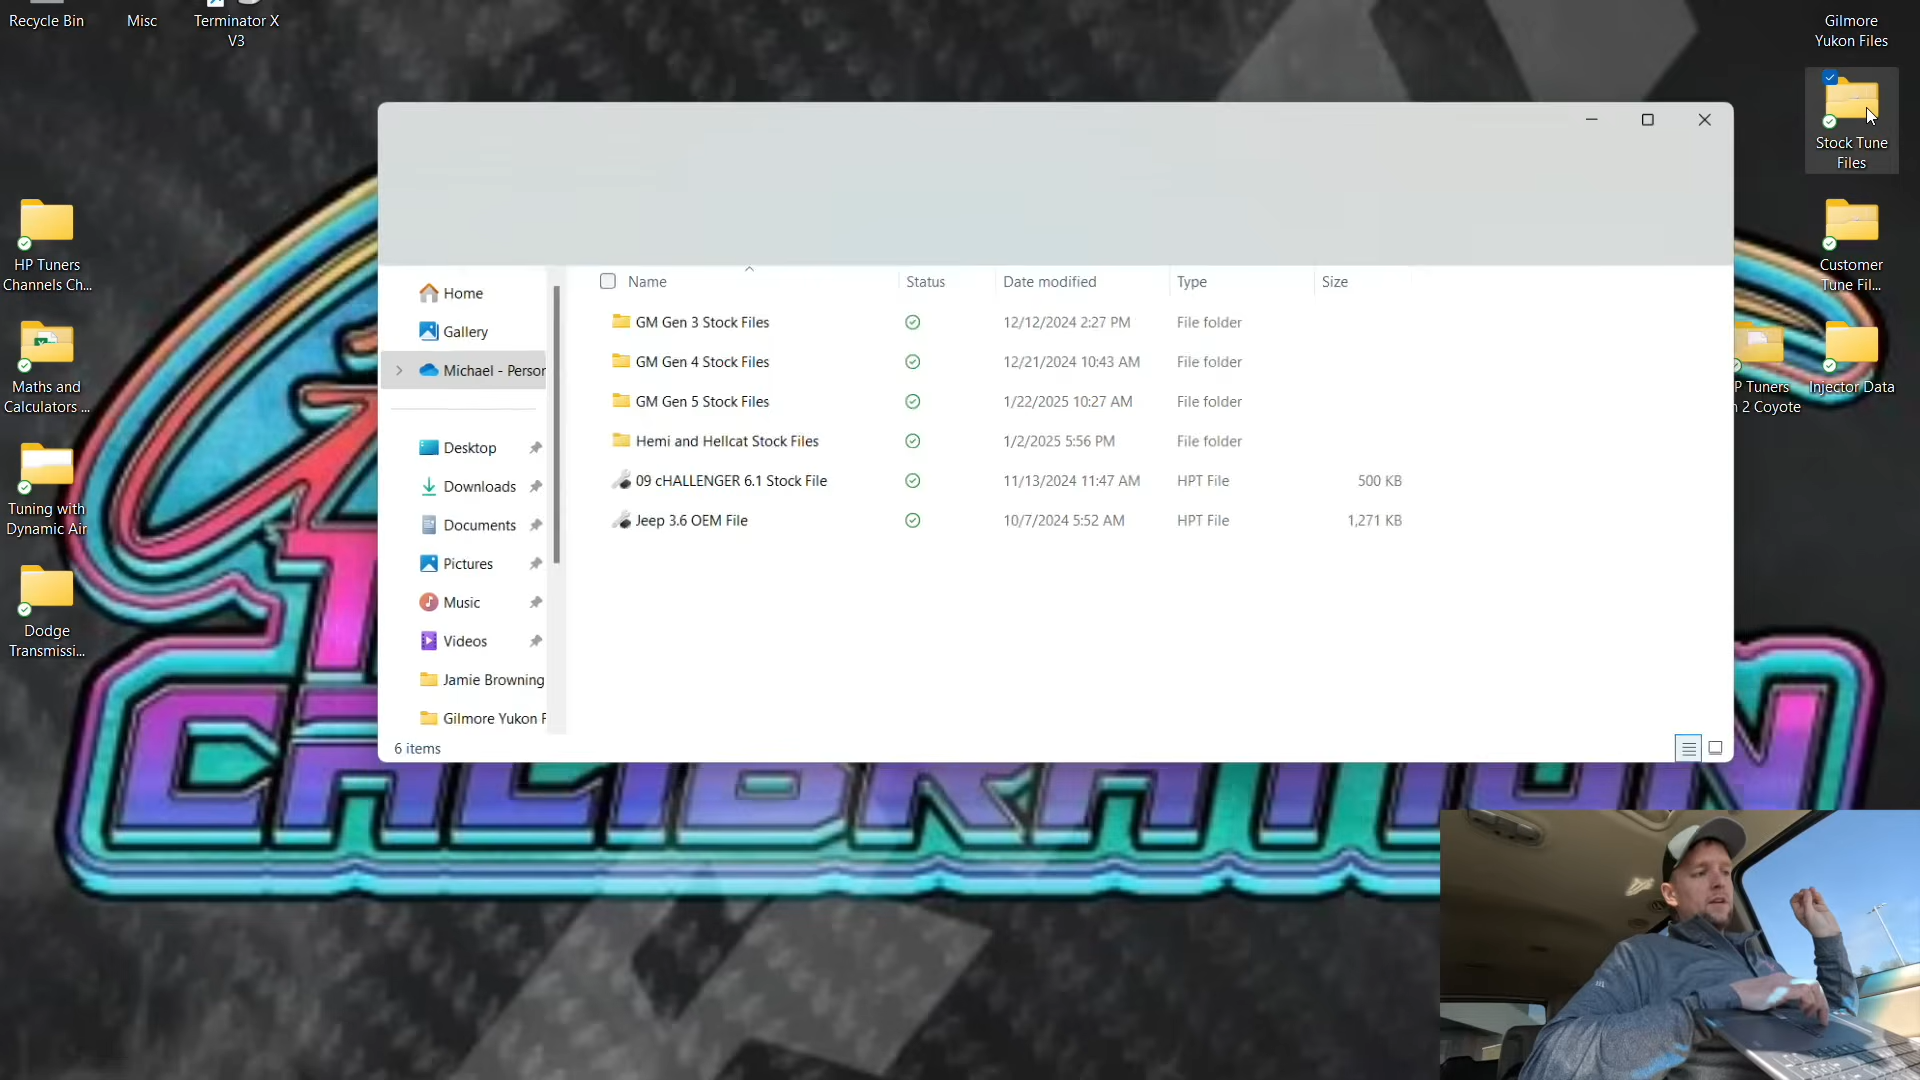 Recycle Bin
Misc
Terminator X
V3
Gilmore
Yukon Files
Stock Tune
Files
HP Tuners
Channels Ch...
Customer
Tune Fil...
Maths and
Calculators ...
P Tuners
2 Coyote
Injector Data
Tuning with
Dynamic Air
Dodge
Transmissi...
Name
Status
Date modified
Type
Size
Home
Gallery
Michael - Person
Desktop
Downloads
Documents
Pictures
Music
Videos
Jamie Browning
Gilmore Yukon F
GM Gen 3 Stock Files 12/12/2024 2:27 PM File folder
GM Gen 4 Stock Files 12/21/2024 10:43 AM File folder
GM Gen 5 Stock Files 1/22/2025 10:27 AM File folder
Hemi and Hellcat Stock Files 1/2/2025 5:56 PM File folder
09 cHALLENGER 6.1 Stock File 11/13/2024 11:47 AM HPT File 500 KB
Jeep 3.6 OEM File 10/7/2024 5:52 AM HPT File 1,271 KB
6 items
CALIBRATION